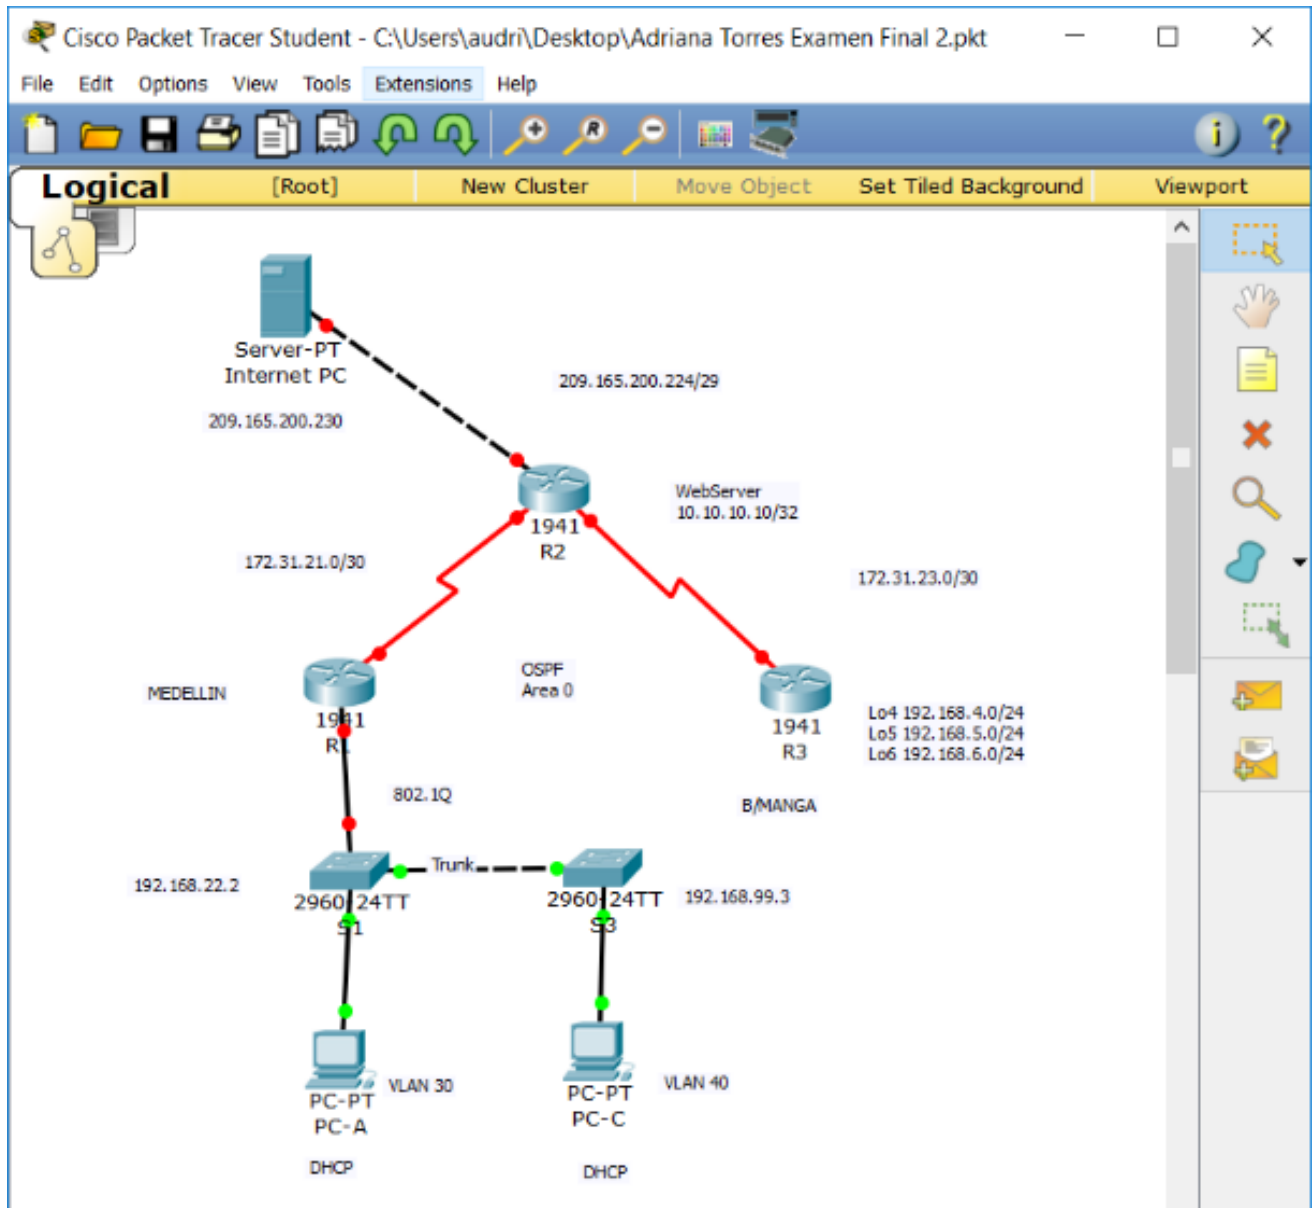 Cisco Packet Tracer Student - C:\Users\audri\Desktop\Adriana Torres Examen Final 2.pkt
File Edit Options View Tools Extensions Help
Logical [Root] New Cluster Move Object Set Tiled Background Viewport
Server-PT
Internet PC
209.165.200.224/29
209.165.200.230
WebServer
10.10.10.10/32
1941
R2
172.31.21.0/30
172.31.23.0/30
OSPF
Area 0
MEDELLIN
1941
R1
1941
R3
Lo4 192.168.4.0/24
Lo5 192.168.5.0/24
Lo6 192.168.6.0/24
802.1Q
B/MANGA
Trunk
192.168.22.2
2960-24TT
S1
2960-24TT
S3
192.168.99.3
PC-PT
PC-A
VLAN 30
PC-PT
PC-C
VLAN 40
DHCP
DHCP